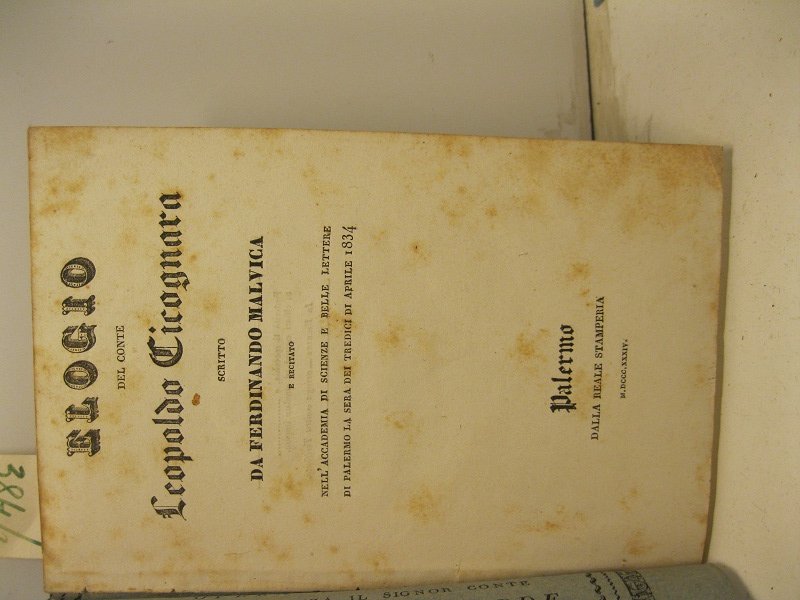 ELOGIO
DEL CONTE
Leopoldo Cicognara
SCRITTO
DA FERDINANDO MALVICA
E RECITATO
NELL'ACCADEMIA DI SCIENZE E BELLE LETTERE
DI PALERMO LA SERA DEI TREDICI DI APRILE 1834
Palermo
DALLA REALE STAMPERIA
M.DCCC.XXXIV.
IL SIGNOR CONTE